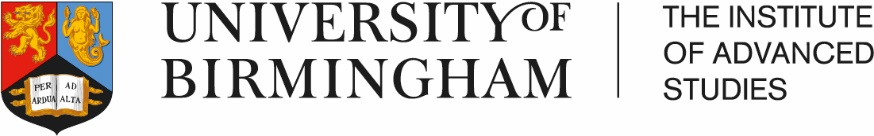 UNIVERSITY OF
BIRMINGHAM
THE INSTITUTE
OF ADVANCED
STUDIES
PER AD
ARDUA ALTA